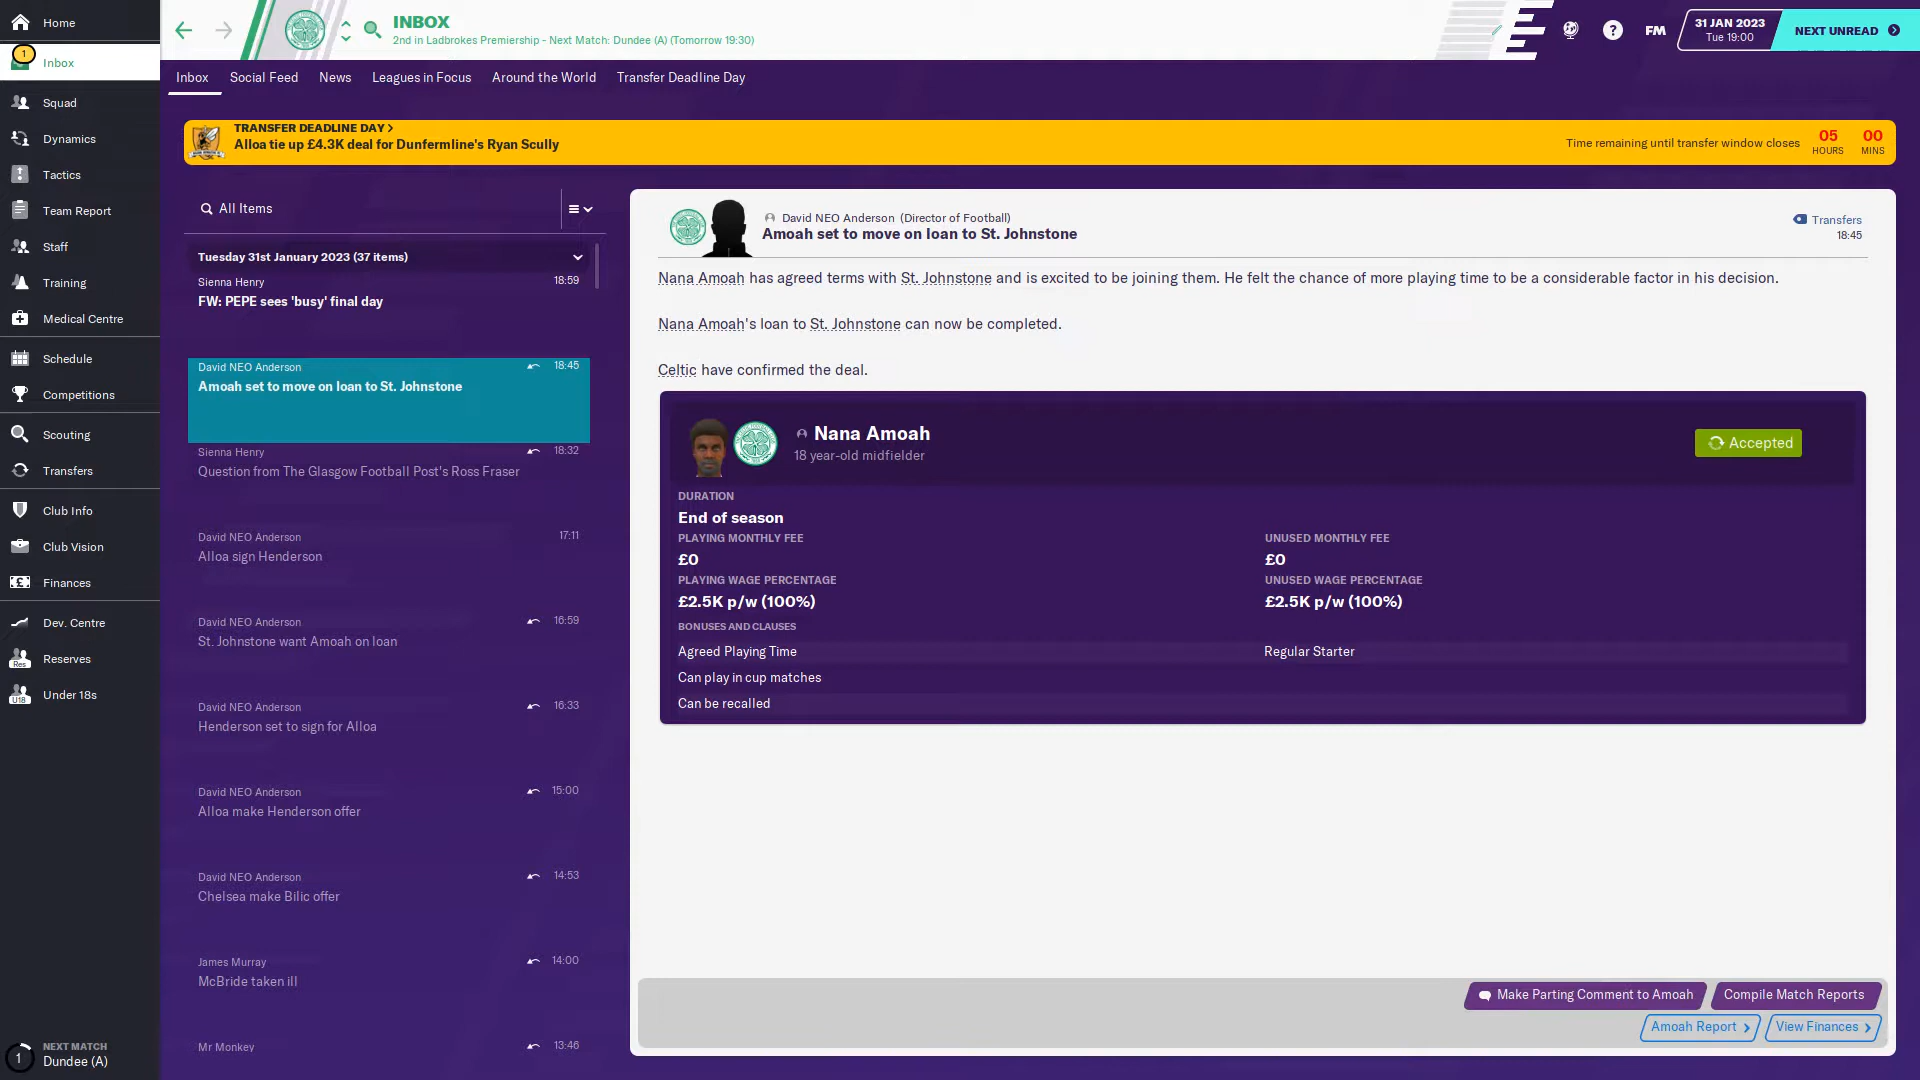 Home
1
Inbox
Squad
Dynamics
Tactics
Team Report
Staff
Training
Medical Centre
Schedule
Competitions
Scouting
Transfers
Club Info
Club Vision
Finances
Dev. Centre
Res
Reserves
U18
Under 18s
1
NEXT MATCH
Dundee (A)
INBOX
2nd in Ladbrokes Premiership - Next Match: Dundee (A) (Tomorrow 19:30)
?
FM
31 JAN 2023
Tue 19:00
NEXT UNREAD
Inbox Social Feed News Leagues in Focus Around the World Transfer Deadline Day
TRANSFER DEADLINE DAY >
Alloa tie up £4.3K deal for Dunfermline's Ryan Scully
Time remaining until transfer window closes
05 00
HOURS MINS
All Items
Tuesday 31st January 2023 (37 items)
Sienna Henry 18:59
FW: PEPE sees 'busy' final day
David NEO Anderson 18:45
Amoah set to move on loan to St. Johnstone
Sienna Henry 18:32
Question from The Glasgow Football Post's Ross Fraser
David NEO Anderson 17:11
Alloa sign Henderson
David NEO Anderson 16:59
St. Johnstone want Amoah on loan
David NEO Anderson 16:33
Henderson set to sign for Alloa
David NEO Anderson 15:00
Alloa make Henderson offer
David NEO Anderson 14:53
Chelsea make Bilic offer
James Murray 14:00
McBride taken ill
Mr Monkey 13:46
David NEO Anderson (Director of Football)
Amoah set to move on loan to St. Johnstone
Transfers
18:45
Nana Amoah has agreed terms with St. Johnstone and is excited to be joining them. He felt the chance of more playing time to be a considerable factor in his decision.
Nana Amoah's loan to St. Johnstone can now be completed.
Celtic have confirmed the deal.
Nana Amoah
18 year-old midfielder
Accepted
DURATION
End of season
PLAYING MONTHLY FEE UNUSED MONTHLY FEE
£0 £0
PLAYING WAGE PERCENTAGE UNUSED WAGE PERCENTAGE
£2.5K p/w (100%) £2.5K p/w (100%)
BONUSES AND CLAUSES
Agreed Playing Time Regular Starter
Can play in cup matches
Can be recalled
Make Parting Comment to Amoah Compile Match Reports
Amoah Report > View Finances >